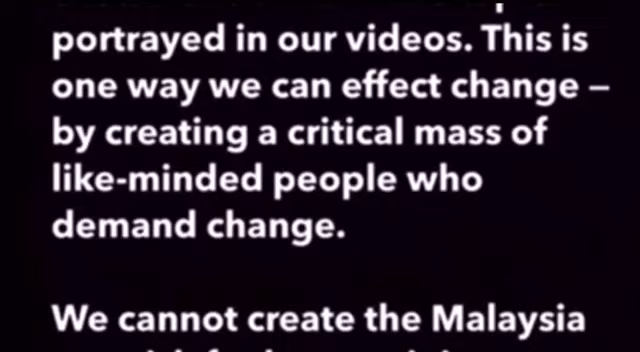 portrayed in our videos. This is
one way we can effect change –
by creating a critical mass of
like-minded people who
demand change.
We cannot create the Malaysia